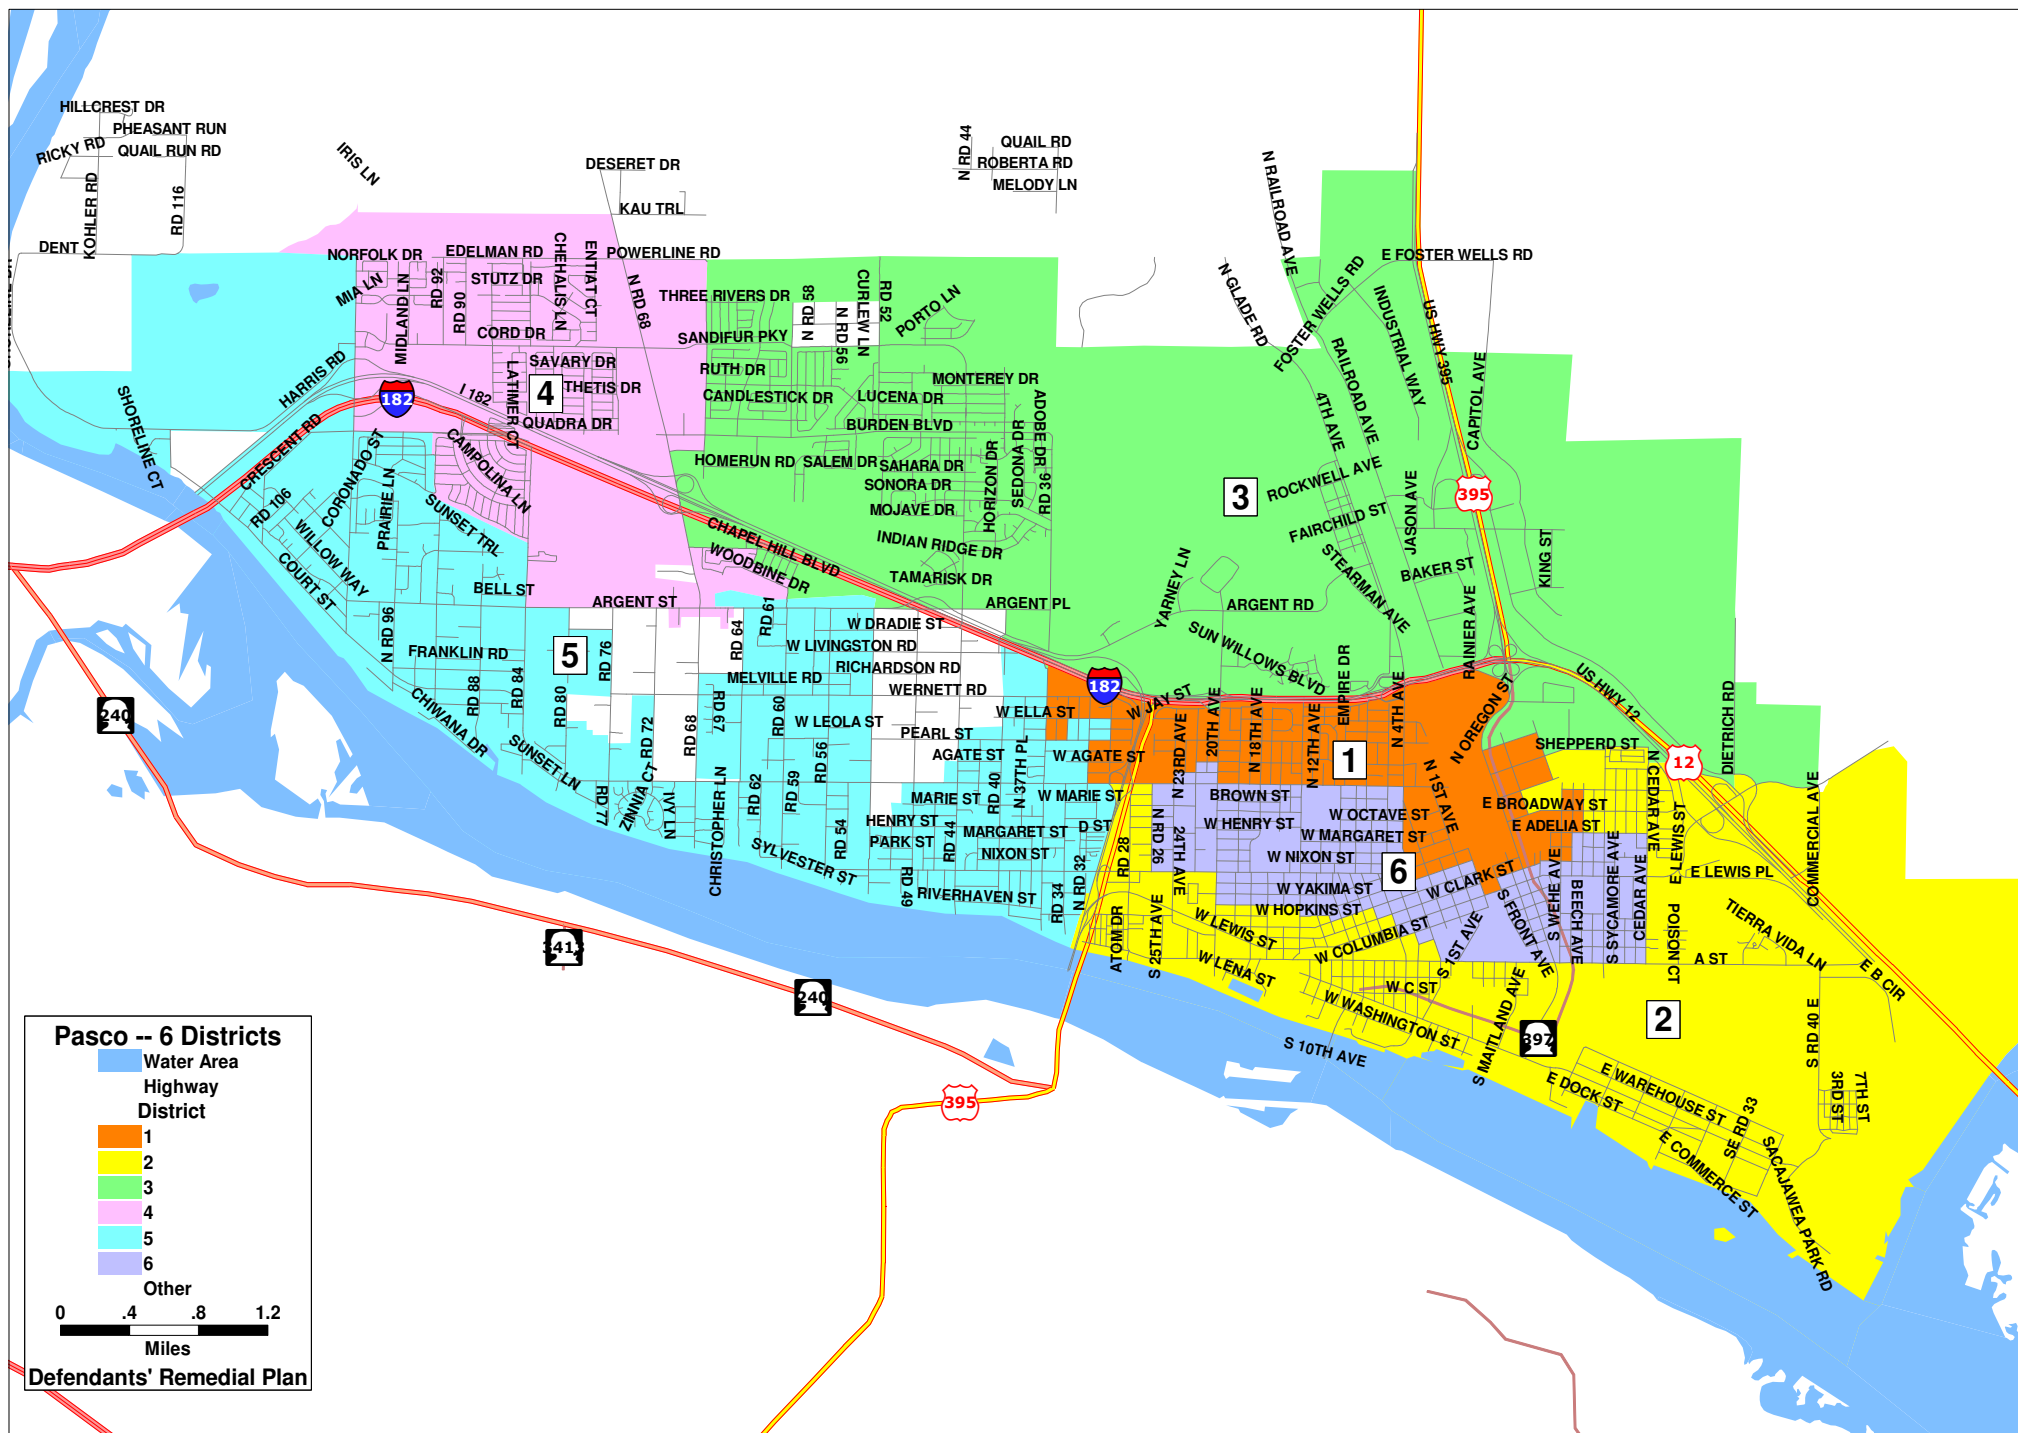 HILLCREST DR
PHEASANT RUN
RICKY RD
QUAIL RUN RD
IRIS LN
KOHLER RD
RD 116
DENT
DESERET DR
KAU TRL
N RD 44
QUAIL RD
ROBERTA RD
MELODY LN
N RAILROAD AVE
NORFOLK DR
EDELMAN RD
CHEHALIS LN
ENTIAT CT
POWERLINE RD
E FOSTER WELLS RD
MIA LN
MIDLAND LN
RD 92
RD 90
STUTZ DR
N RD 68
THREE RIVERS DR
N RD 58
N RD 56
CURLEW LN
RD 52
PORTO LN
N GLADE RD
FOSTER WELLS RD
INDUSTRIAL WAY
US HWY 395
CORD DR
SANDIFUR PKY
HARRIS RD
SAVARY DR
LATIMER CT
THETIS DR
QUADRA DR
I 182
182
4
RUTH DR
CANDLESTICK DR
LUCENA DR
MONTEREY DR
ADOBE DR
BURDEN BLVD
RAILROAD AVE
4TH AVE
CAPITOL AVE
SHORELINE CT
CRESCENT RD
CORONADO ST
CAMPOLINA LN
HOMERUN RD
SALEM DR
SAHARA DR
SONORA DR
MOJAVE DR
HORIZON DR
SEDONA DR
RD 36
INDIAN RIDGE DR
TAMARISK DR
3
ROCKWELL AVE
FAIRCHILD ST
JASON AVE
395
STEARMAN AVE
BAKER ST
KING ST
RD 106
WILLOW WAY
PRAIRIE LN
SUNSET TRL
COURT ST
BELL ST
CHAPEL HILL BLVD
WOODBINE DR
ARGENT ST
ARGENT PL
YARNEY LN
ARGENT RD
RAINIER AVE
SUN WILLOWS BLVD
N RD 96
FRANKLIN RD
RD 88
RD 84
5
RD 80
RD 76
RD 64
RD 61
W DRADIE ST
W LIVINGSTON RD
RICHARDSON RD
MELVILLE RD
WERNETT RD
182
W JAY ST
EMPIRE DR
N 4TH AVE
N OREGON ST
US HWY 12
DIETRICH RD
240
CHIWANA DR
SUNSET LN
RD 72
RD 68
RD 67
RD 60
W LEOLA ST
PEARL ST
AGATE ST
W ELLA ST
W AGATE ST
N 23RD AVE
20TH AVE
N 18TH AVE
N 12TH AVE
1
N 1ST AVE
SHEPPERD ST
N CEDAR AVE
12
RD 77
ZINNIA CT
IVY LN
CHRISTOPHER LN
RD 62
RD 59
RD 56
RD 54
MARIE ST
RD 40
N 37TH PL
W MARIE ST
HENRY ST
PARK ST
RD 44
MARGARET ST
NIXON ST
D ST
RD 28
N RD 26
24TH AVE
BROWN ST
W HENRY ST
W OCTAVE ST
W MARGARET ST
W NIXON ST
6
E BROADWAY ST
E ADELIA ST
E LEWIS ST
E LEWIS PL
COMMERCIAL AVE
SYLVESTER ST
RD 49
RIVERHAVEN ST
RD 34
N RD 32
W YAKIMA ST
W HOPKINS ST
W CLARK ST
S WEHE AVE
BEECH AVE
S SYCAMORE AVE
CEDAR AVE
POISON CT
TIERRA VIDA LN
ATOM DR
S 25TH AVE
W LEWIS ST
W COLUMBIA ST
S 1ST AVE
S FRONT AVE
A ST
E B CIR
W LENA ST
W C ST
W WASHINGTON ST
S MAITLAND AVE
397
2
S RD 40 E
S 10TH AVE
E DOCK ST
E WAREHOUSE ST
SE RD 33
3RD ST
7TH ST
E COMMERCE ST
SACAJAWEA PARK RD
3413
240
395
Pasco -- 6 Districts
Water Area
Highway
District
1
2
3
4
5
6
Other
0 .4 .8 1.2
Miles
Defendants' Remedial Plan